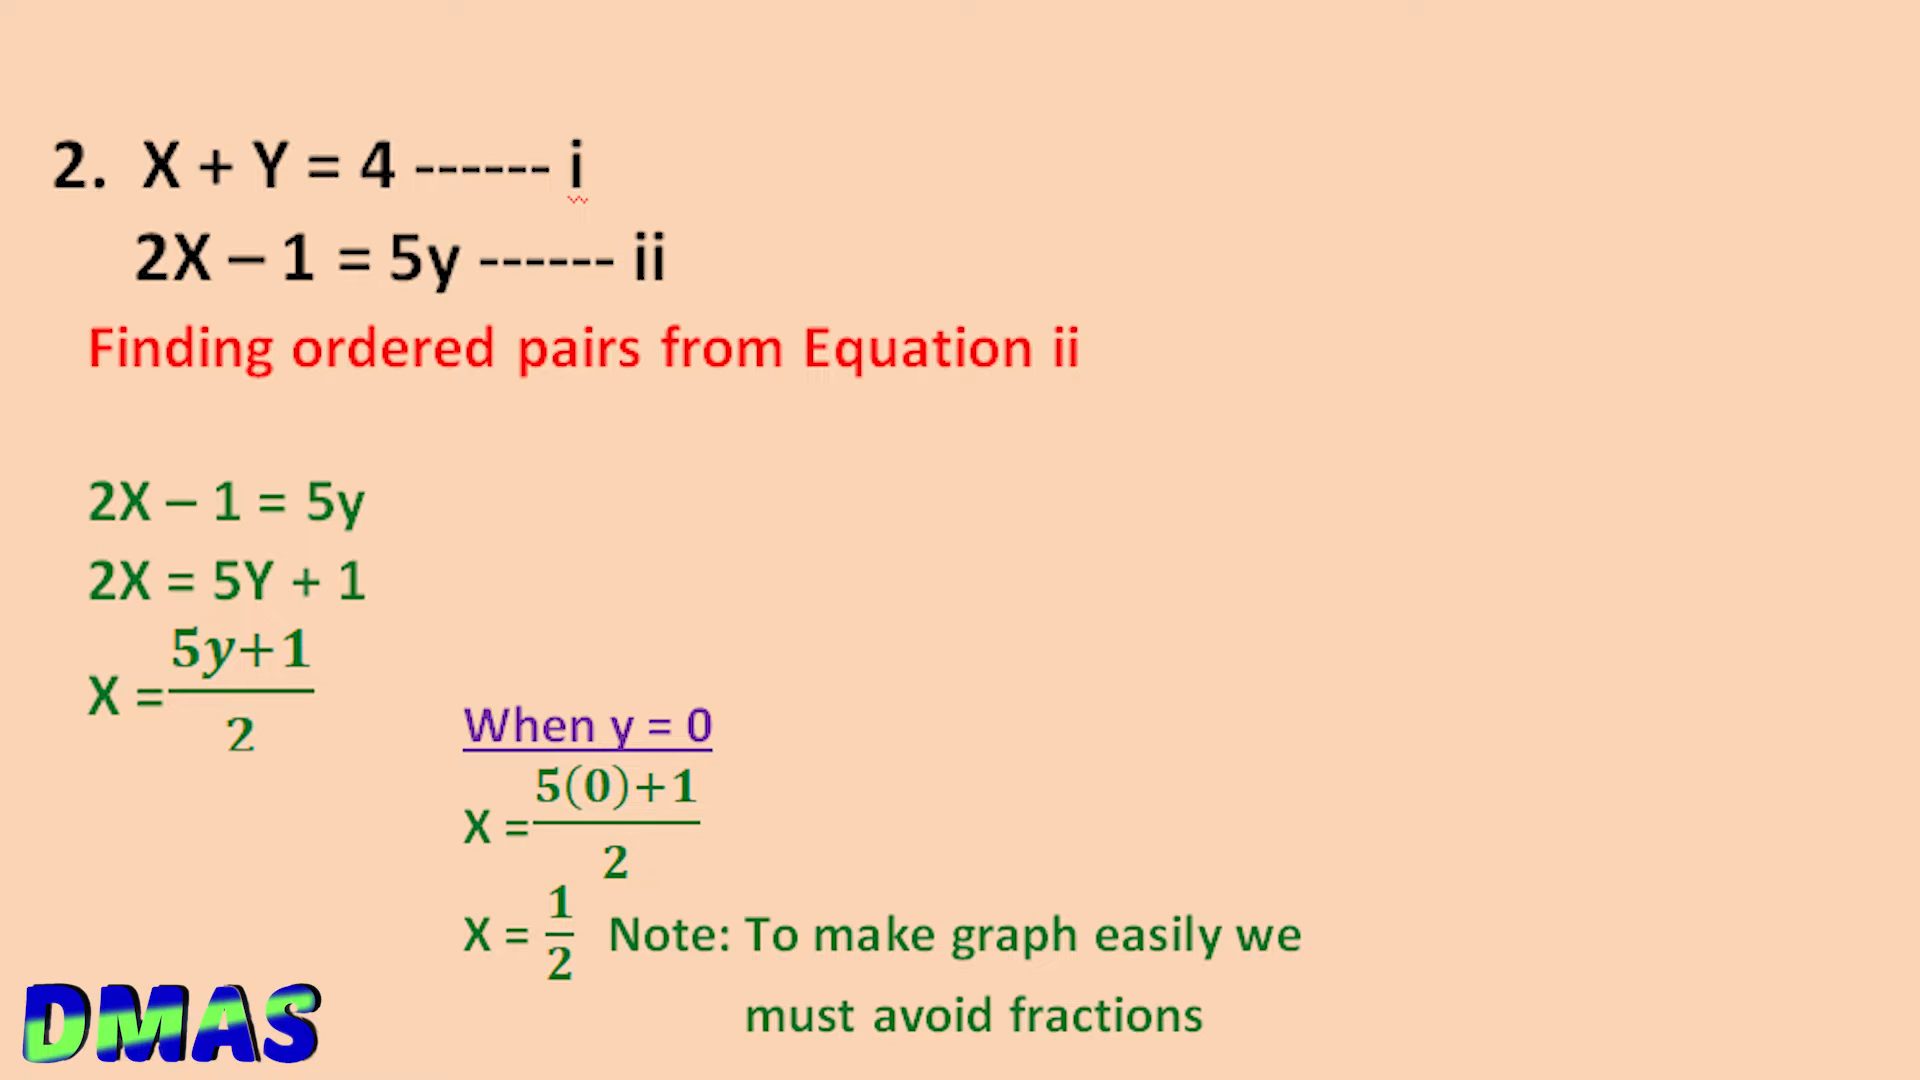 2. X + Y = 4 ------ i
2X – 1 = 5y ------ ii
Finding ordered pairs from Equation ii
2X – 1 = 5y
2X = 5Y + 1
X = 5y+1/2
When y = 0
X = 5(0)+1/2
X = 1/2 Note: To make graph easily we
must avoid fractions
DMAS